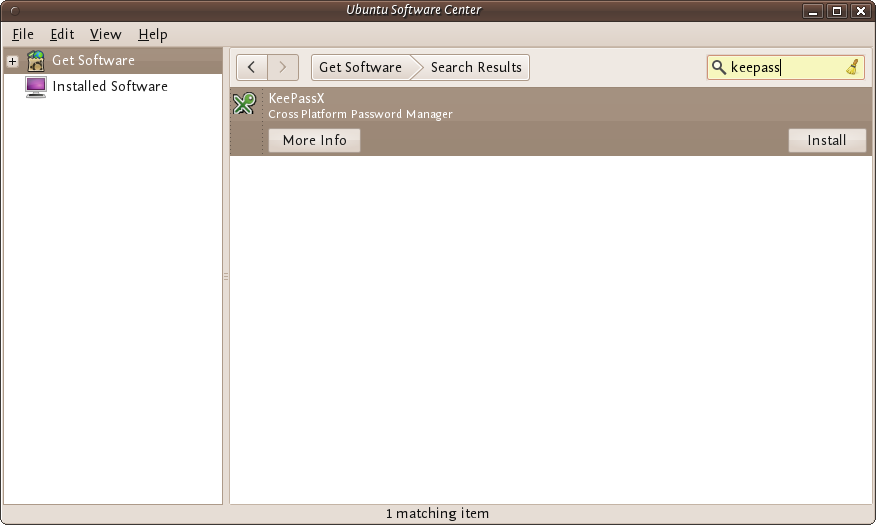 Ubuntu Software Center
File Edit View Help
Get Software
Installed Software
Get Software Search Results
keepass
KeePassX
Cross Platform Password Manager
More Info
Install
1 matching item